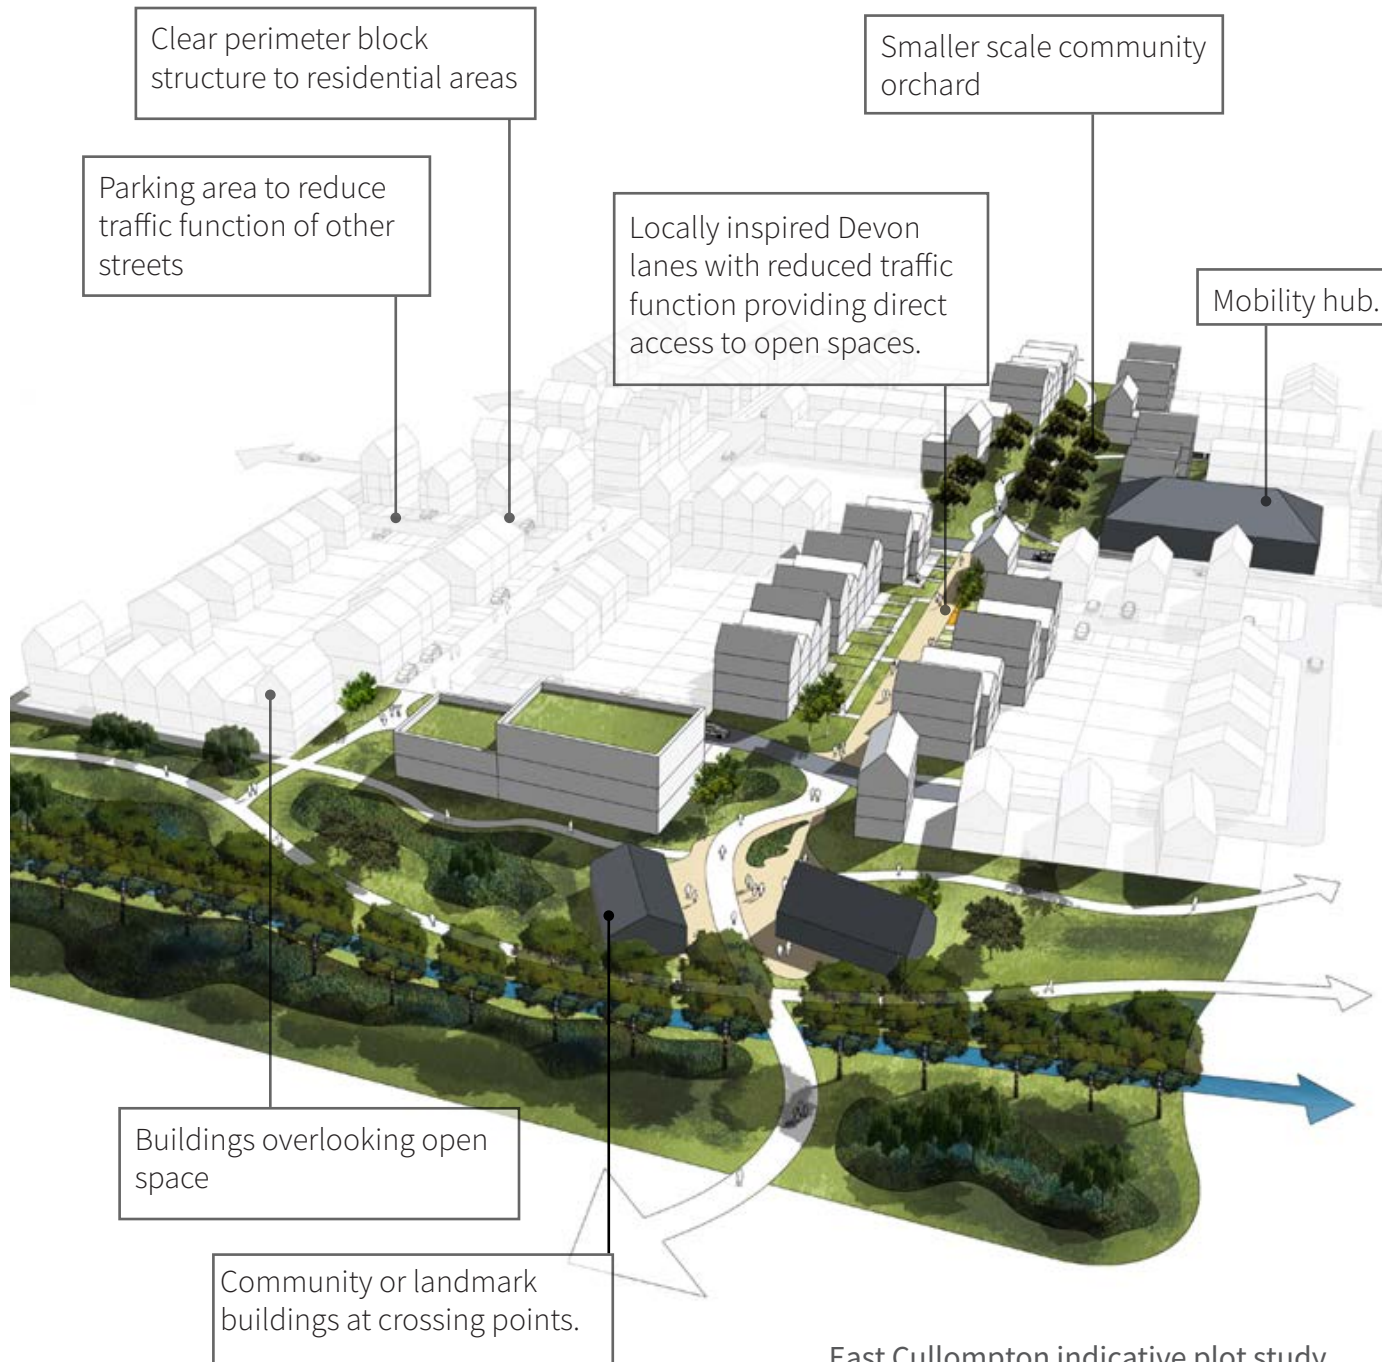 Clear perimeter block
structure to residential areas
Smaller scale community
orchard
Parking area to reduce
traffic function of other
streets
Locally inspired Devon
lanes with reduced traffic
function providing direct
access to open spaces.
Mobility hub.
Buildings overlooking open
space
Community or landmark
buildings at crossing points.
East Cullompton indicative plot study